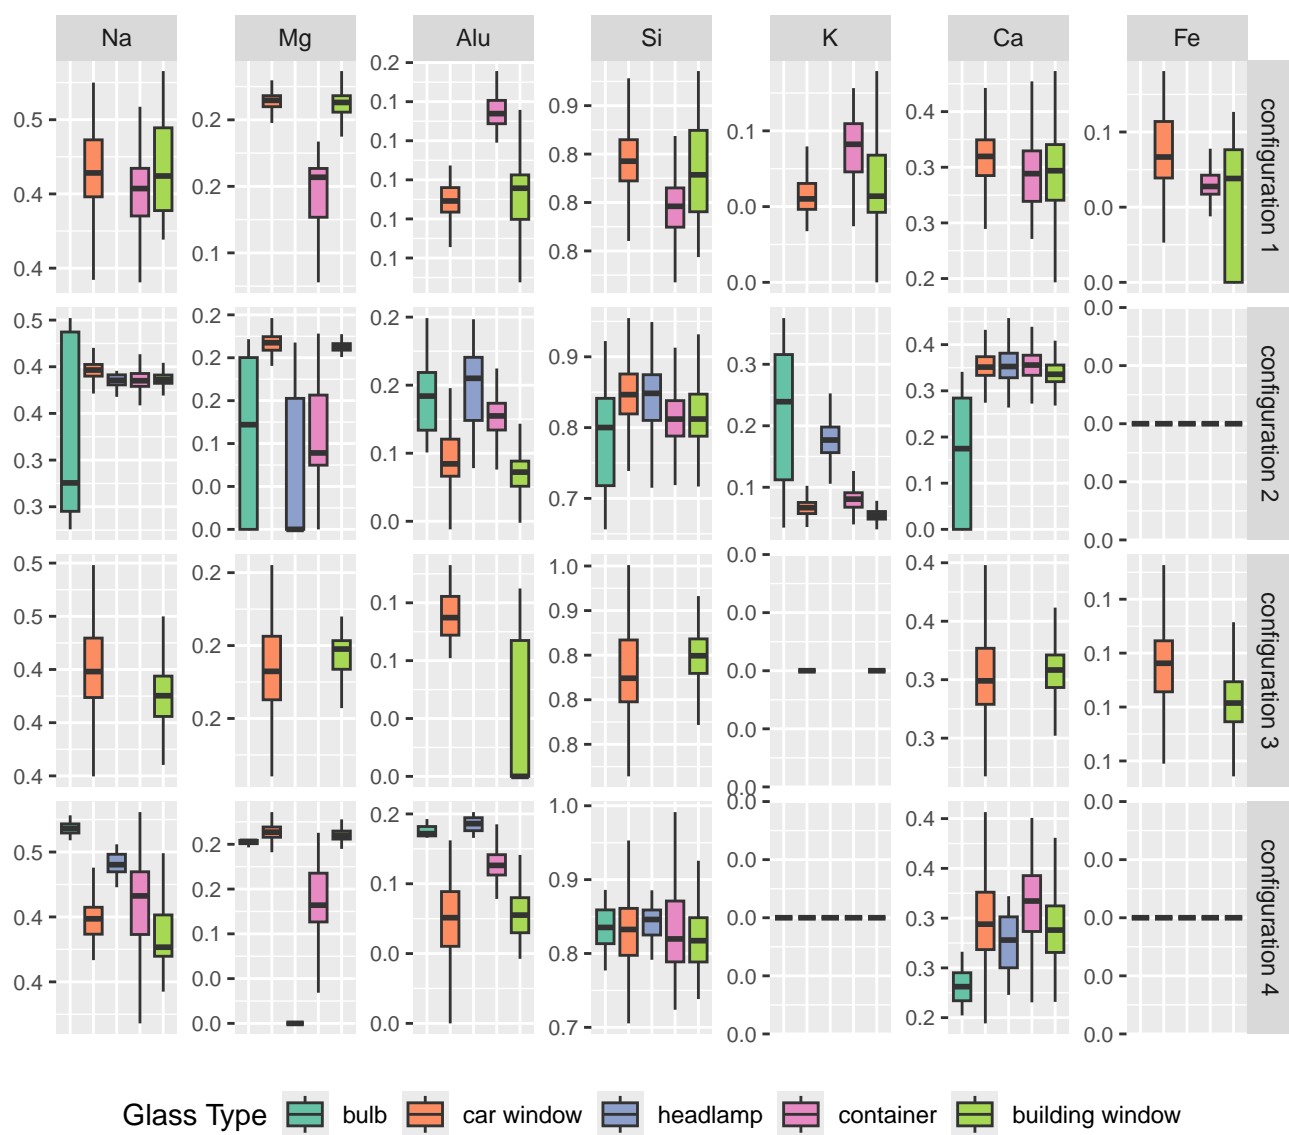 Na Mg Alu Si K Ca Fe
configuration 1
0.5 0.4 0.4
0.2 0.2 0.1
0.2 0.1 0.1 0.1 0.1 0.1
0.9 0.8 0.8 0.8
0.1 0.0 0.0
0.4 0.3 0.3 0.2
0.1 0.0 0.0
configuration 2
0.5 0.4 0.4 0.3 0.3
0.2 0.2 0.2 0.1 0.0 0.0
0.2 0.2 0.1 0.0
0.9 0.8 0.7
0.3 0.2 0.1
0.4 0.3 0.2 0.1 0.0
0.0 0.0 0.0 0.0 0.0
configuration 3
0.5 0.5 0.4 0.4 0.4
0.2 0.2 0.2
0.1 0.1 0.0 0.0
1.0 0.9 0.8 0.8 0.8
0.0 0.0 0.0 0.0 0.0
0.4 0.4 0.3 0.3
0.1 0.1 0.1 0.1
configuration 4
0.5 0.4 0.4
0.2 0.2 0.1 0.0 0.0
0.2 0.1 0.0 0.0
1.0 0.9 0.8 0.7
0.0 0.0 0.0 0.0 0.0
0.4 0.4 0.3 0.3 0.2
0.0 0.0 0.0 0.0 0.0
Glass Type bulb car window headlamp container building window